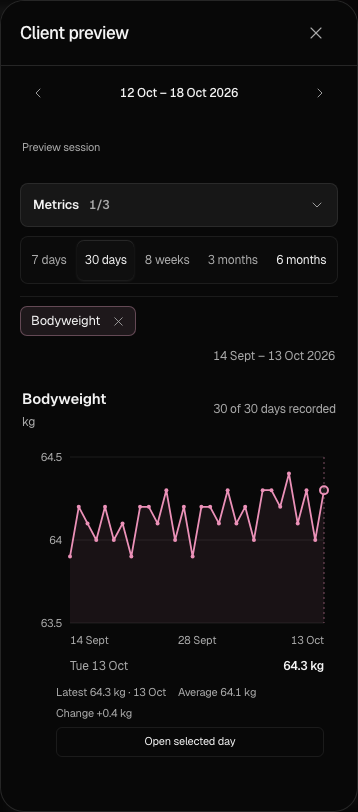 Client preview
12 Oct – 18 Oct 2026
Preview session
Metrics 1/3
7 days 30 days 8 weeks 3 months 6 months
Bodyweight
14 Sept – 13 Oct 2026
Bodyweight
30 of 30 days recorded
kg
64.5
64
63.5
14 Sept 28 Sept 13 Oct
Tue 13 Oct 64.3 kg
Latest 64.3 kg · 13 Oct Average 64.1 kg
Change +0.4 kg
Open selected day